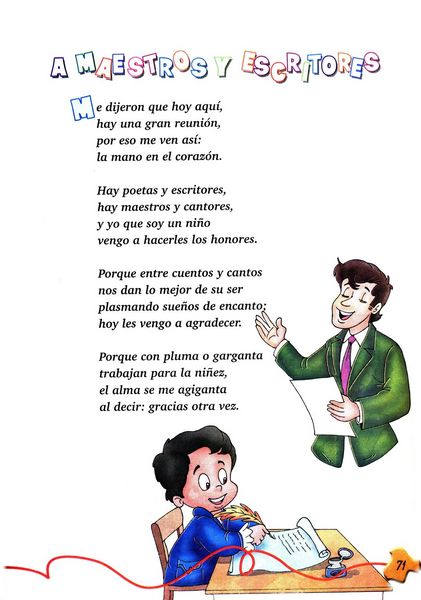 A MAESTROS Y ESCRITORES
Me dijeron que hoy aquí,
hay una gran reunión,
por eso me ven así:
la mano en el corazón.
Hay poetas y escritores,
hay maestros y cantores,
y yo que soy un niño
vengo a hacerles los honores.
Porque entre cuentos y cantos
nos dan lo mejor de su ser
plasmando sueños de encanto;
hoy les vengo a agradecer.
Porque con pluma o garganta
trabajan para la niñez,
el alma se me agiganta
al decir: gracias otra vez.
71